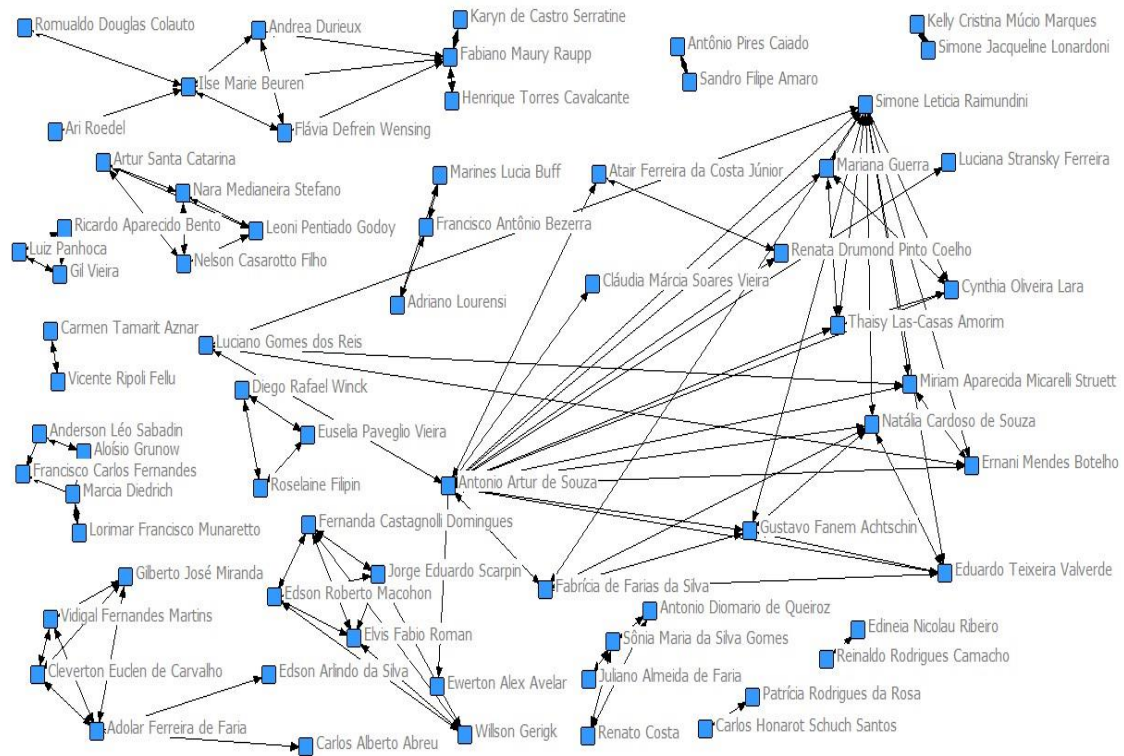 Romualdo Douglas Colauto
Andrea Durieux
Karyn de Castro Serratine
Kelly Cristina Múcio Marques
Antônio Pires Caiado
Simone Jacqueline Lonardoni
Fabiano Maury Raupp
Sandro Filipe Amaro
Ilse Marie Beuren
Henrique Torres Cavalcante
Simone Leticia Raimundini
Ari Roedel
Flávia Defrein Wensing
Artur Santa Catarina
Marines Lucia Buff
Atair Ferreira da Costa Júnior
Mariana Guerra
Luciana Stransky Ferreira
Nara Medianeira Stefano
Ricardo Aparecido Bento
Leoni Pentiado Godoy
Francisco Antônio Bezerra
Luiz Panhoca
Renata Drumond Pinto Coelho
Gil Vieira
Nelson Casarotto Filho
Cláudia Márcia Soares Vieira
Cynthia Oliveira Lara
Adriano Lourensi
Carmen Tamarit Aznar
Luciano Gomes dos Reis
Thaisy Las-Casas Amorim
Vicente Ripoli Fellu
Diego Rafael Winck
Miriam Aparecida Micarelli Struett
Natália Cardoso de Souza
Anderson Léo Sabadin
Euselia Paveglio Vieira
Aloísio Grunow
Francisco Carlos Fernandes
Ernani Mendes Botelho
Marcia Diedrich
Roselaine Filipin
Antonio Artur de Souza
Lorimar Francisco Munaretto
Fernanda Castagnolli Domingues
Gustavo Fanem Achtschin
Gilberto José Miranda
Jorge Eduardo Scarpin
Eduardo Teixeira Valverde
Edson Roberto Macohon
Fabrícia de Farias da Silva
Vidigal Fernandes Martins
Antonio Diomario de Queiroz
Elvis Fabio Roman
Sônia Maria da Silva Gomes
Edineia Nicolau Ribeiro
Cleverton Euclen de Carvalho
Edson Arlindo da Silva
Ewerton Alex Avelar
Juliano Almeida de Faria
Reinaldo Rodrigues Camacho
Patrícia Rodrigues da Rosa
Adolar Ferreira de Faria
Carlos Alberto Abreu
Willson Gerigk
Renato Costa
Carlos Honarot Schuch Santos